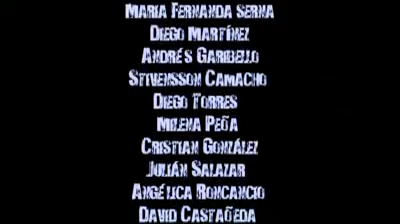 MARIA FERNANDA SERNA
DIEGO MARTÍNEZ
ANDRÉS GARIBELLO
STIVENSSON CAMACHO
DIEGO TORRES
MILENA PEÑA
CRISTIAN GONZÁLEZ
JULIÁN SALAZAR
ANGÉLICA RONCANCIO
DAVID CASTAÑEDA